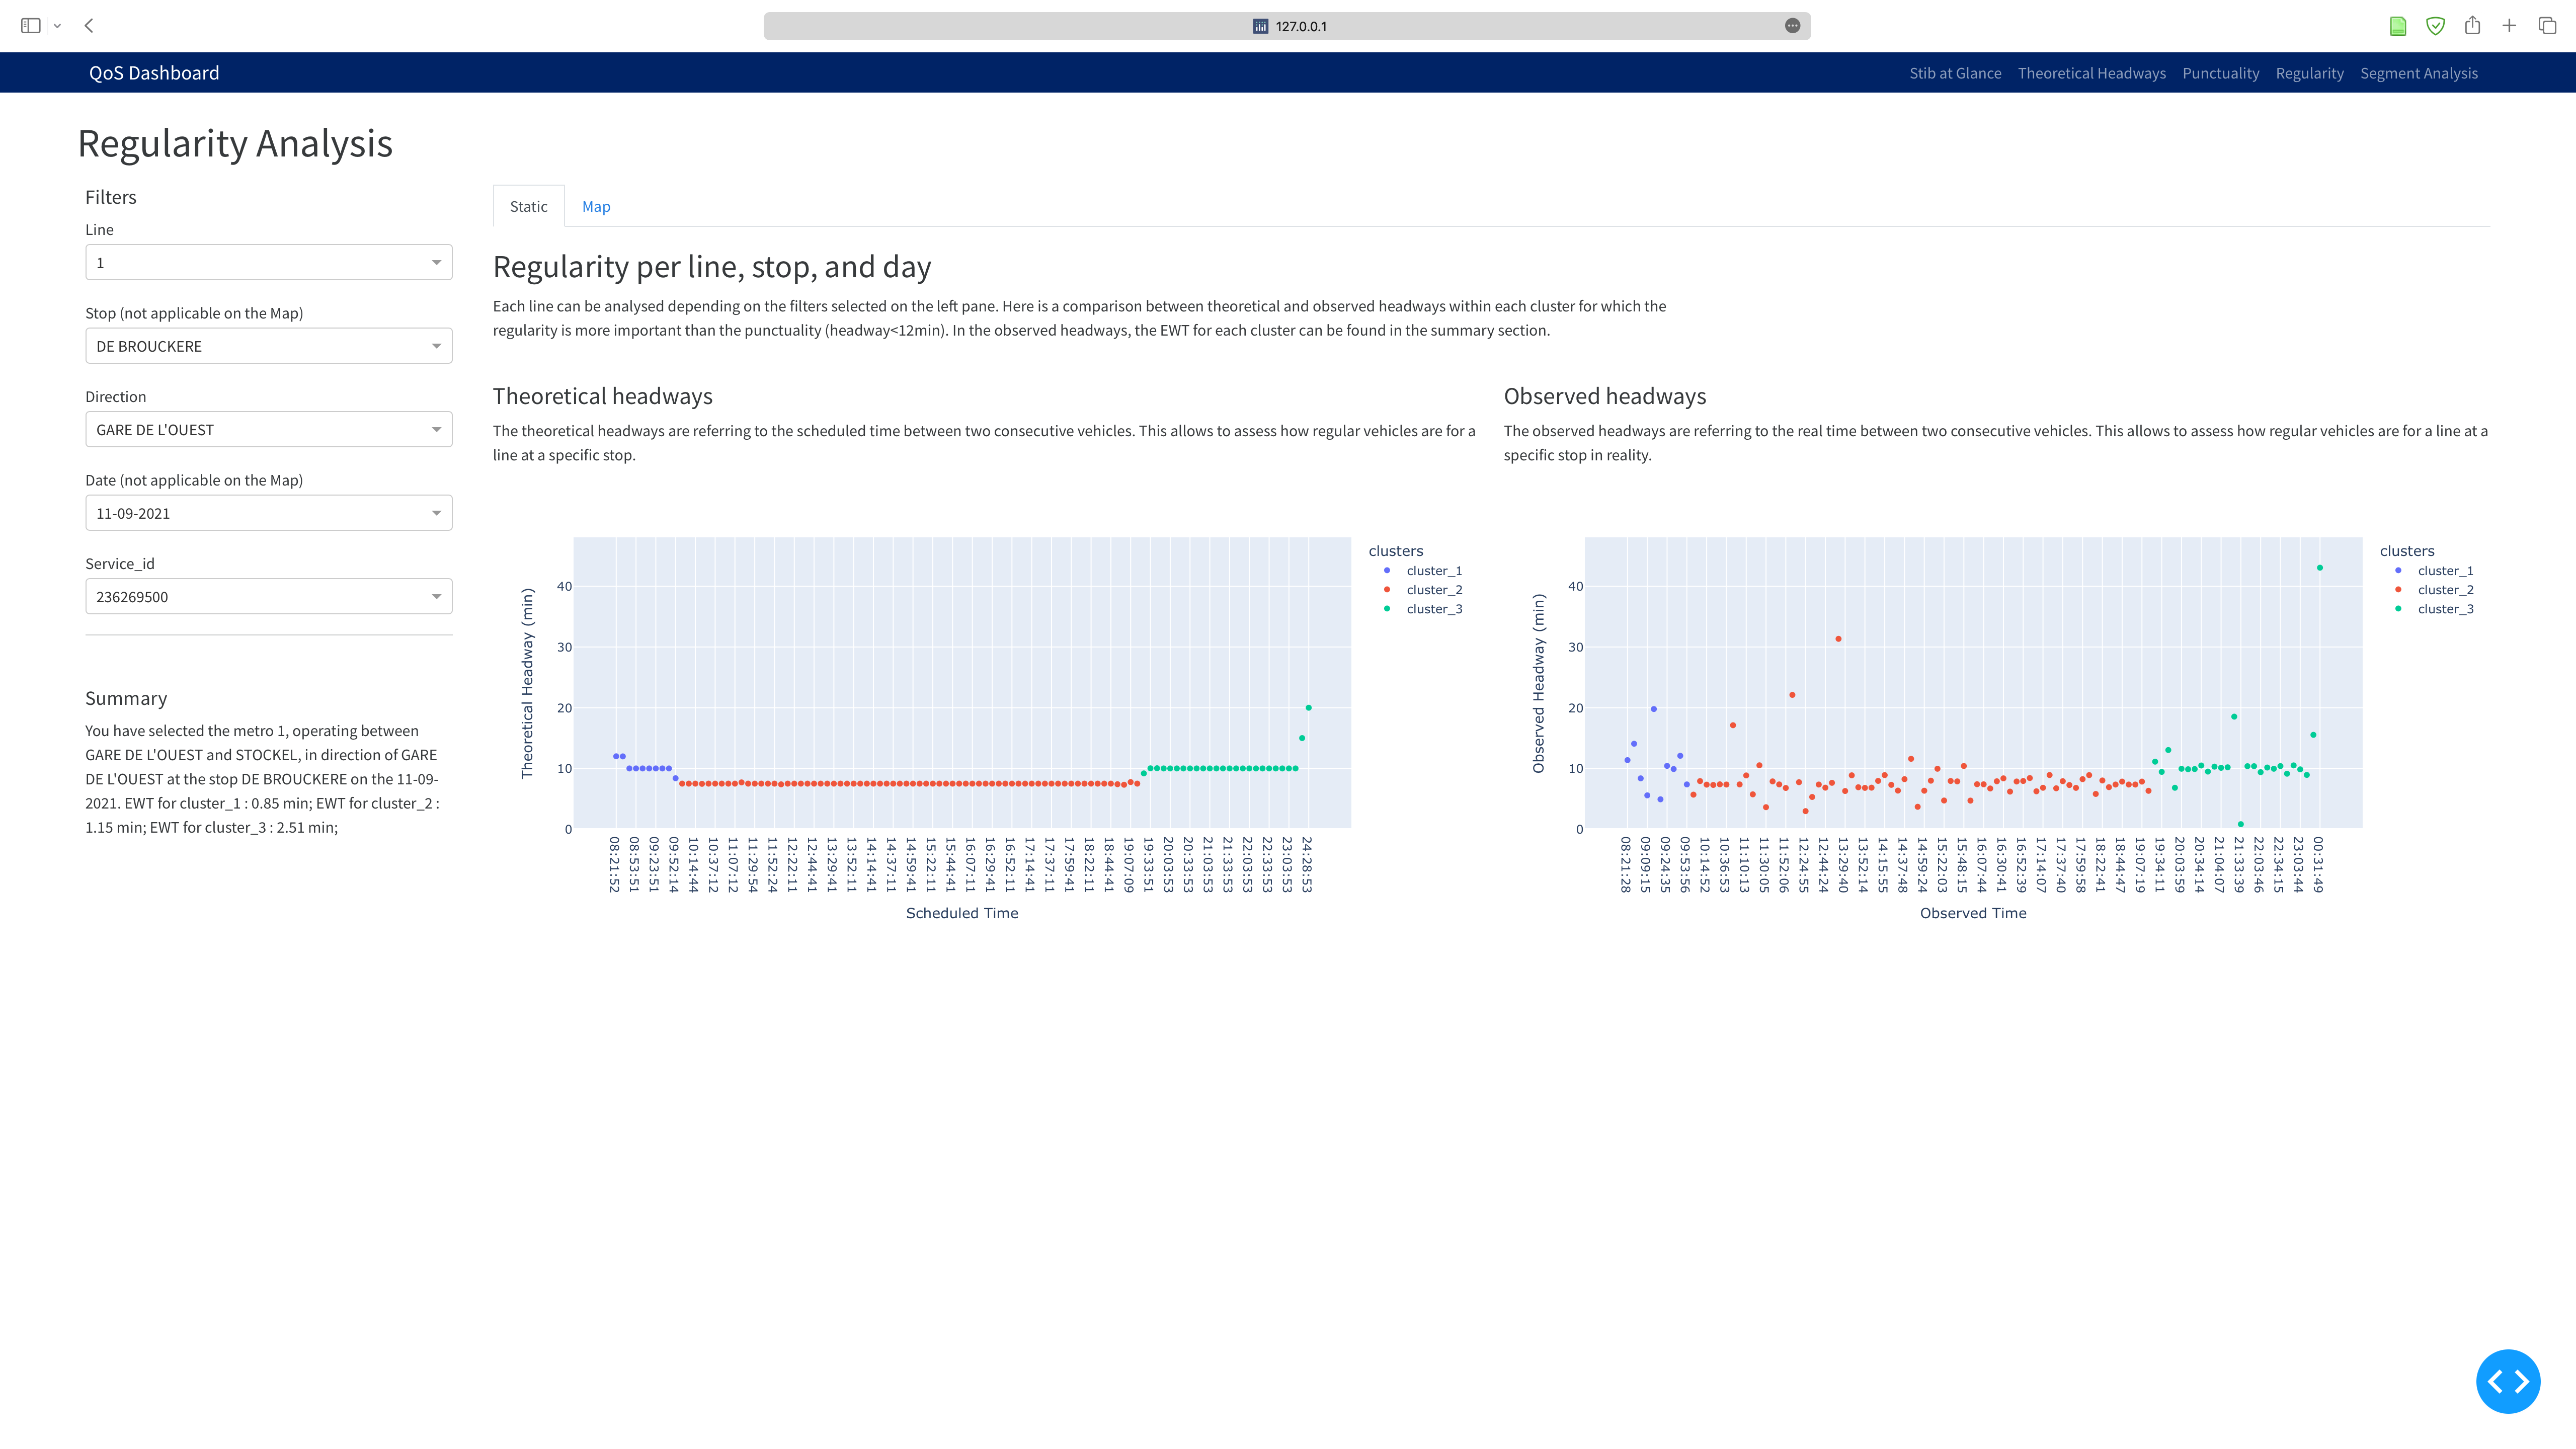 127.0.0.1
QoS Dashboard
Stib at Glance Theoretical Headways Punctuality Regularity Segment Analysis
Regularity Analysis
Filters
Line
1
Stop (not applicable on the Map)
DE BROUCKERE
Direction
GARE DE L'OUEST
Date (not applicable on the Map)
11-09-2021
Service_id
236269500
Summary
You have selected the metro 1, operating between
GARE DE L'OUEST and STOCKEL, in direction of GARE
DE L'OUEST at the stop DE BROUCKERE on the 11-09-
2021. EWT for cluster_1 : 0.85 min; EWT for cluster_2 :
1.15 min; EWT for cluster_3 : 2.51 min;
Static Map
Regularity per line, stop, and day
Each line can be analysed depending on the filters selected on the left pane. Here is a comparison between theoretical and observed headways within each cluster for which the
regularity is more important than the punctuality (headway<12min). In the observed headways, the EWT for each cluster can be found in the summary section.
Theoretical headways
The theoretical headways are referring to the scheduled time between two consecutive vehicles. This allows to assess how regular vehicles are for a
line at a specific stop.
Theoretical Headway (min)
40
30
20
10
0
08:21:52
08:53:51
09:23:51
09:52:14
10:14:44
10:37:12
11:07:12
11:29:54
11:52:24
12:22:11
12:44:41
13:29:41
13:52:11
14:14:41
14:37:11
14:59:41
15:22:11
15:44:41
16:07:11
16:29:41
16:52:11
17:14:41
17:37:11
17:59:41
18:22:11
18:44:41
19:07:09
19:33:51
20:03:53
20:33:53
21:03:53
21:33:53
22:03:53
22:33:53
23:03:53
24:28:53
Scheduled Time
clusters
cluster_1
cluster_2
cluster_3
Observed headways
The observed headways are referring to the real time between two consecutive vehicles. This allows to assess how regular vehicles are for a line at a
specific stop in reality.
Observed Headway (min)
40
30
20
10
0
08:21:28
09:09:15
09:24:35
09:53:56
10:14:52
10:36:53
11:10:13
11:30:05
11:52:06
12:24:55
12:44:24
13:29:40
13:52:14
14:15:55
14:37:48
14:59:24
15:22:03
15:48:15
16:07:44
16:30:41
16:52:39
17:14:07
17:37:40
17:59:58
18:22:41
18:44:47
19:07:19
19:34:11
20:03:59
20:34:14
21:04:07
21:33:39
22:03:46
22:34:15
23:03:44
00:31:49
Observed Time
clusters
cluster_1
cluster_2
cluster_3